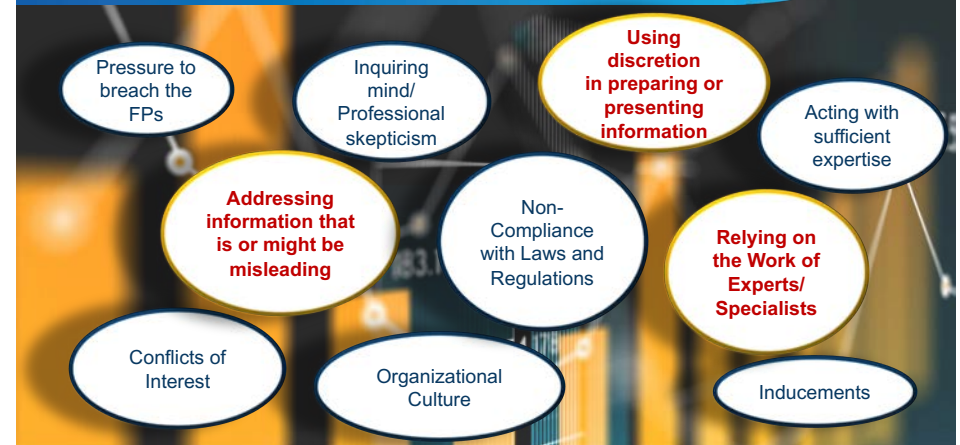 Pressure to
breach the
FPs
Inquiring
mind/
Professional
skepticism
Using
discretion
in preparing or
presenting
information
Acting with
sufficient
expertise
Addressing
information that
is or might be
misleading
Non-
Compliance
with Laws and
Regulations
Relying on
the Work of
Experts/
Specialists
Conflicts of
Interest
Organizational
Culture
Inducements